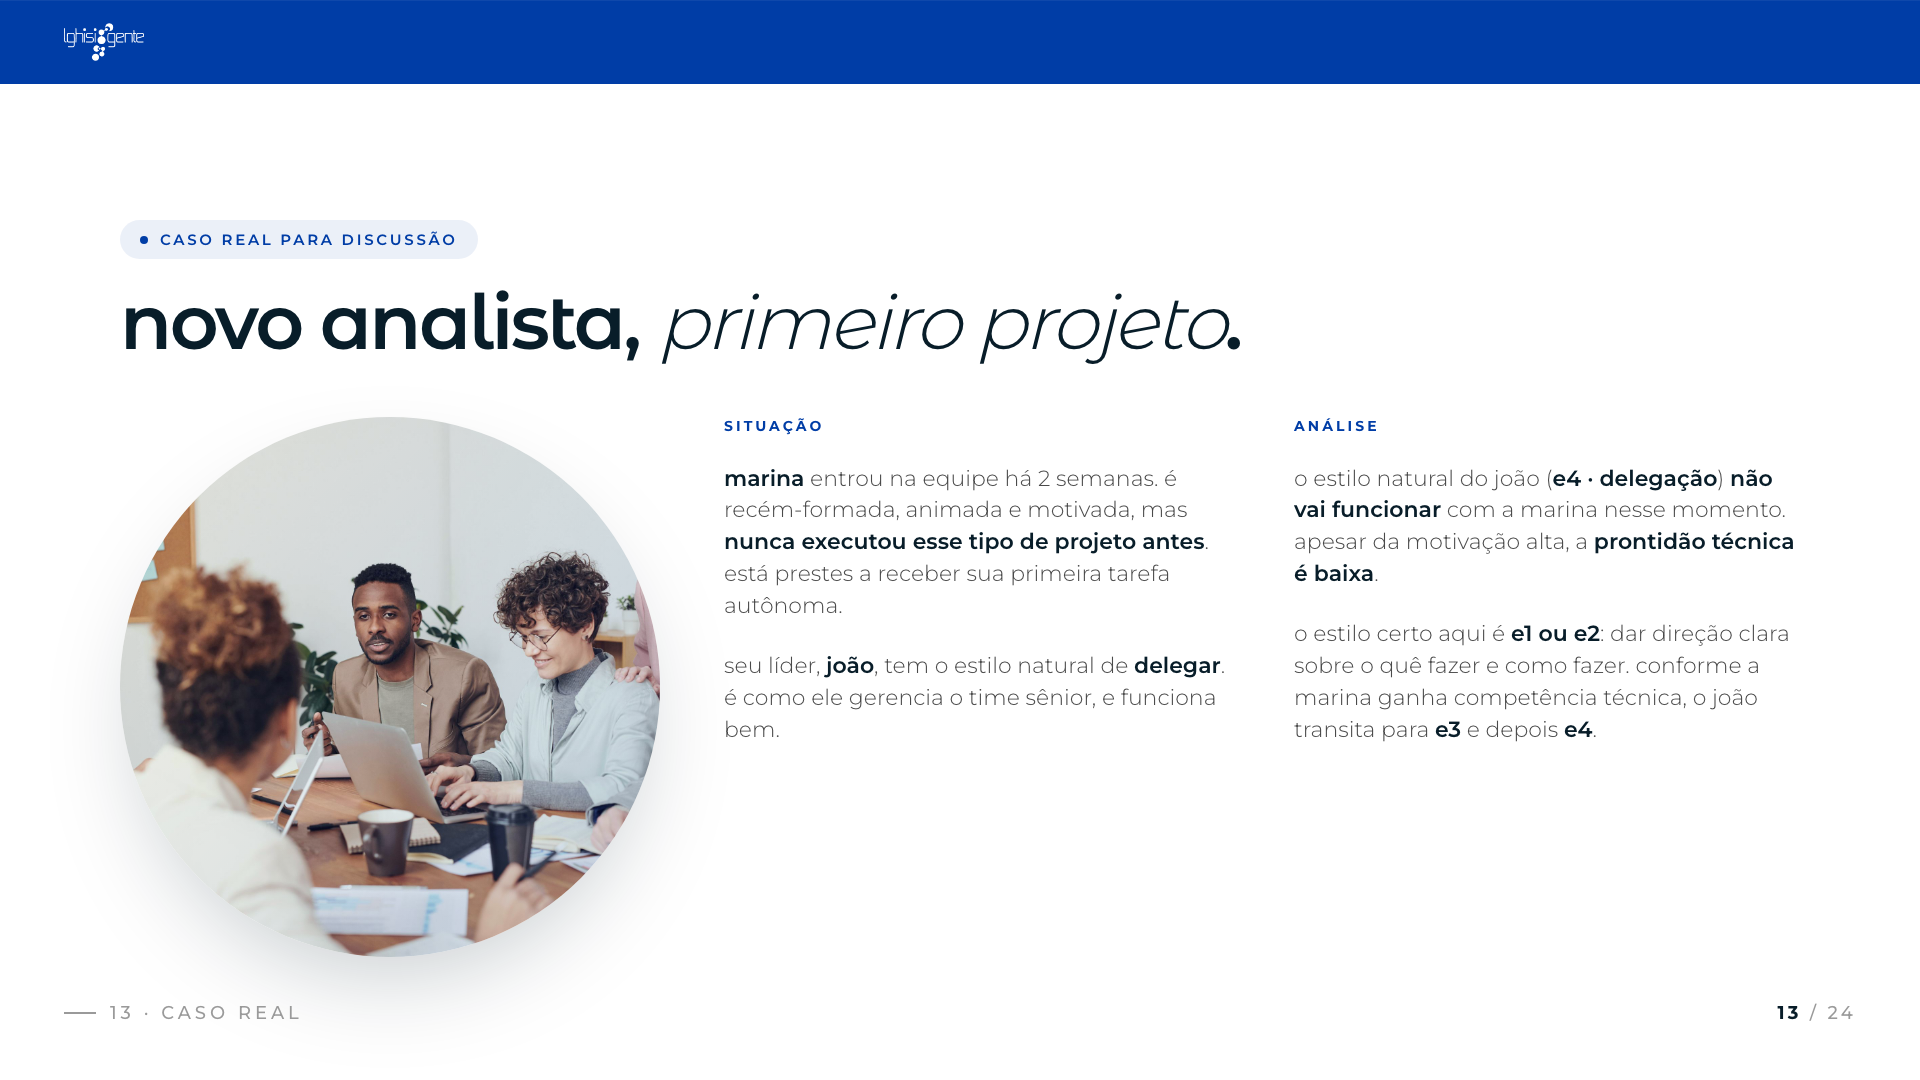 lghisi gente
CASO REAL PARA DISCUSSÃO
novo analista, primeiro projeto.
SITUAÇÃO
marina entrou na equipe há 2 semanas. é
recém-formada, animada e motivada, mas
nunca executou esse tipo de projeto antes.
está prestes a receber sua primeira tarefa
autônoma.
seu líder, joão, tem o estilo natural de delegar.
é como ele gerencia o time sênior, e funciona
bem.
ANÁLISE
o estilo natural do joão (e4 · delegação) não
vai funcionar com a marina nesse momento.
apesar da motivação alta, a prontidão técnica
é baixa.
o estilo certo aqui é e1 ou e2: dar direção clara
sobre o quê fazer e como fazer. conforme a
marina ganha competência técnica, o joão
transita para e3 e depois e4.
13 · CASO REAL
13 / 24